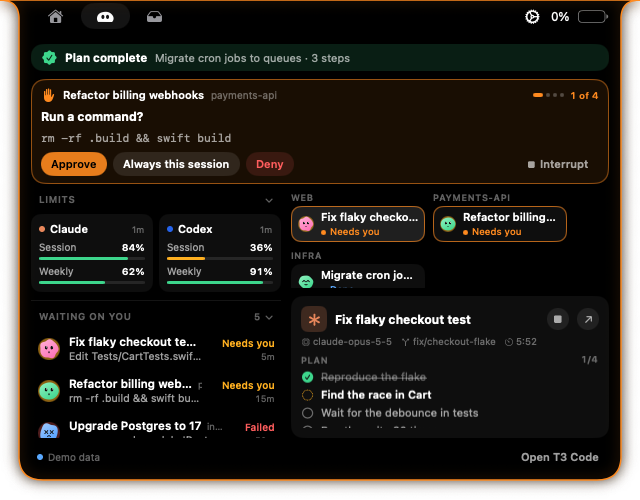 0%
Plan complete Migrate cron jobs to queues · 3 steps
Refactor billing webhooks payments-api 1 of 4
Run a command?
rm -rf .build && swift build
Approve Always this session Deny Interrupt
LIMITS
Claude 1m
Session 84%
Weekly 62%
Codex 1m
Session 36%
Weekly 91%
WAITING ON YOU 5
Fix flaky checkout te... Needs you
Edit Tests/CartTests.swif... 5m
Refactor billing web... Needs you
rm -rf .build && swift bu... 15m
Upgrade Postgres to 17 in... Failed
WEB
Fix flaky checko...
Needs you
PAYMENTS-API
Refactor billing...
Needs you
INFRA
Migrate cron jo...
Fix flaky checkout test
claude-opus-5-5 fix/checkout-flake 5:52
PLAN 1/4
Reproduce the flake
Find the race in Cart
Wait for the debounce in tests
Demo data Open T3 Code